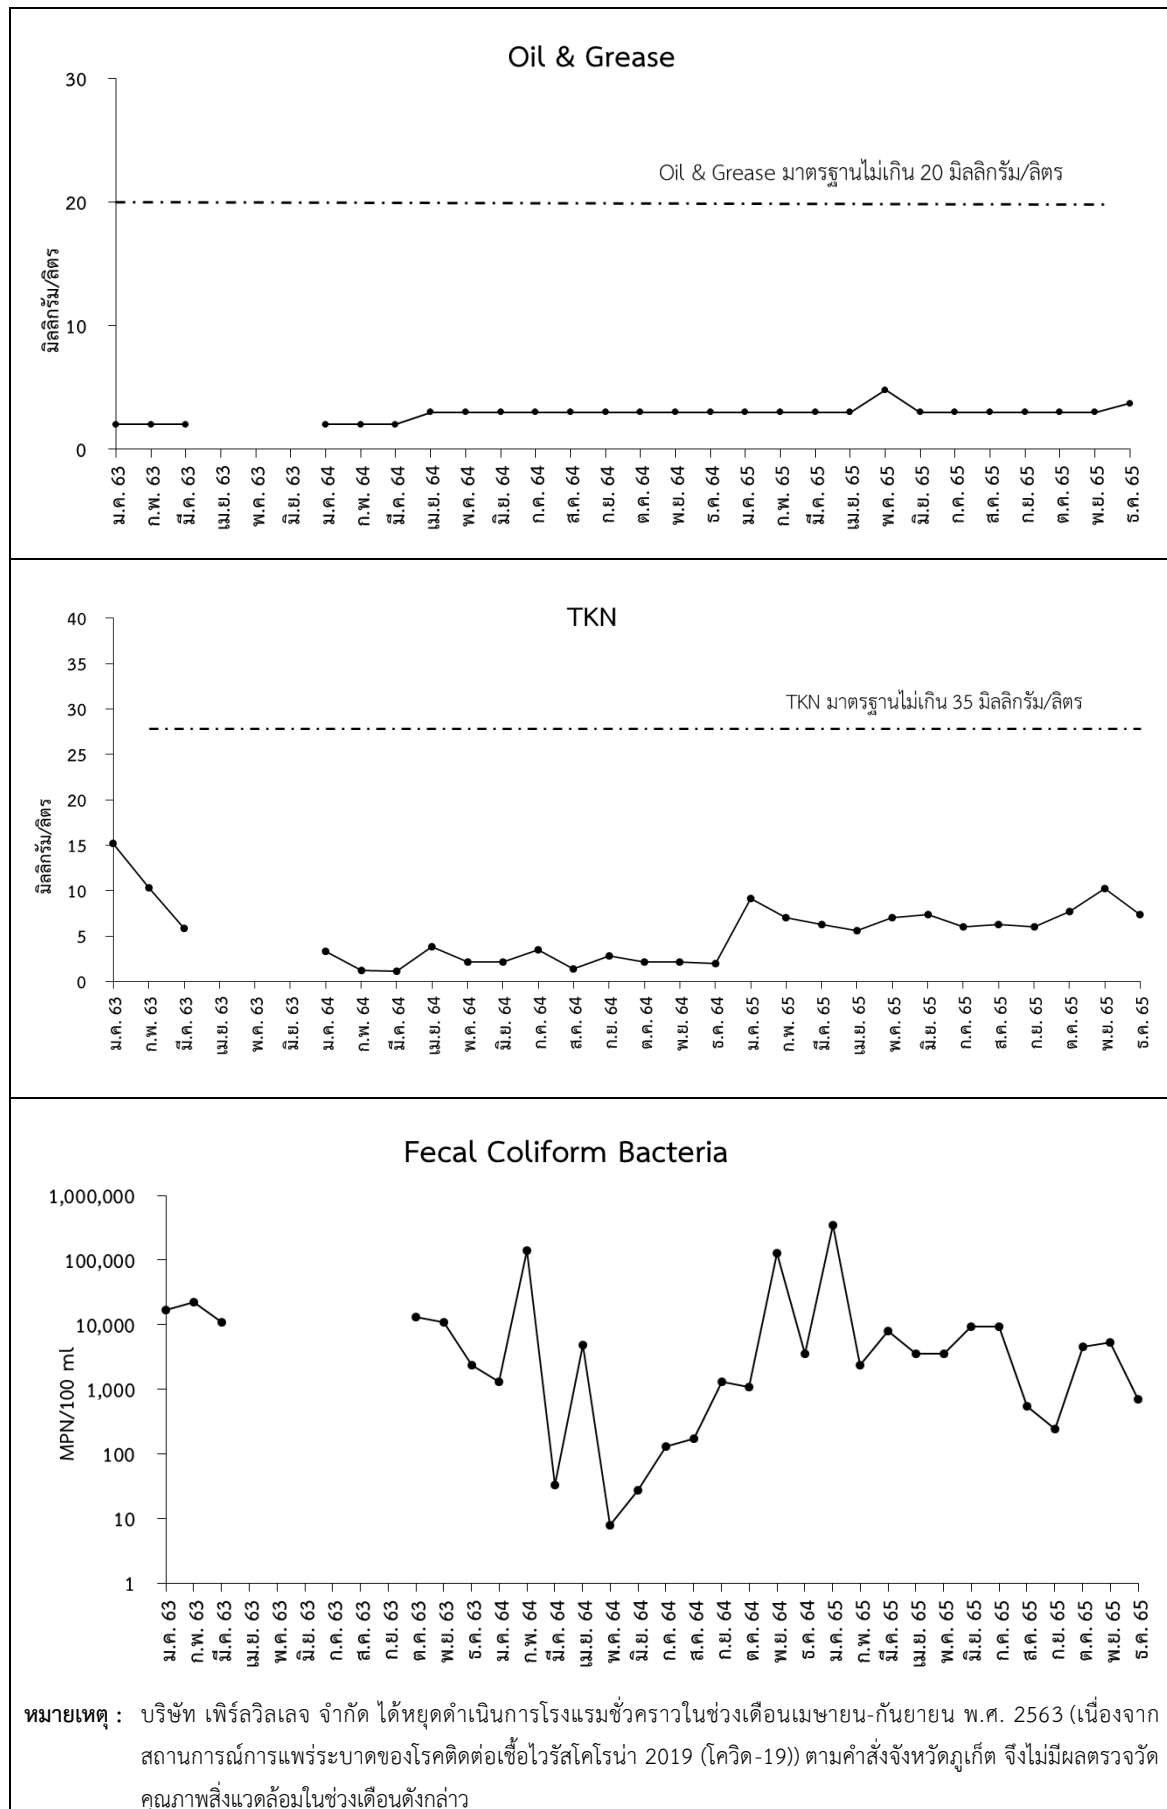 Oil & Grease
30
Oil & Grease มาตรฐานไม่เกิน 20 มิลลิกรัม/ลิตร
20
มิลลิกรัม/ลิตร
10
0
ม.ค. 63 ก.พ. 63 มี.ค. 63 เม.ย. 63 พ.ค. 63 มิ.ย. 63 ม.ค. 64 ก.พ. 64 มี.ค. 64 เม.ย. 64 พ.ค. 64 มิ.ย. 64 ก.ค. 64 ส.ค. 64 ก.ย. 64 ต.ค. 64 พ.ย. 64 ธ.ค. 64 ม.ค. 65 ก.พ. 65 มี.ค. 65 เม.ย. 65 พ.ค. 65 มิ.ย. 65 ก.ค. 65 ส.ค. 65 ก.ย. 65 ต.ค. 65 พ.ย. 65 ธ.ค. 65
TKN
40
35
30
TKN มาตรฐานไม่เกิน 35 มิลลิกรัม/ลิตร
25
20
มิลลิกรัม/ลิตร
15
10
5
0
ม.ค. 63 ก.พ. 63 มี.ค. 63 เม.ย. 63 พ.ค. 63 มิ.ย. 63 ม.ค. 64 ก.พ. 64 มี.ค. 64 เม.ย. 64 พ.ค. 64 มิ.ย. 64 ก.ค. 64 ส.ค. 64 ก.ย. 64 ต.ค. 64 พ.ย. 64 ธ.ค. 64 ม.ค. 65 ก.พ. 65 มี.ค. 65 เม.ย. 65 พ.ค. 65 มิ.ย. 65 ก.ค. 65 ส.ค. 65 ก.ย. 65 ต.ค. 65 พ.ย. 65 ธ.ค. 65
Fecal Coliform Bacteria
1,000,000
100,000
10,000
MPN/100 ml
1,000
100
10
1
ม.ค. 63 ก.พ. 63 มี.ค. 63 เม.ย. 63 พ.ค. 63 มิ.ย. 63 ก.ค. 63 ส.ค. 63 ก.ย. 63 ต.ค. 63 พ.ย. 63 ธ.ค. 63 ม.ค. 64 ก.พ. 64 มี.ค. 64 เม.ย. 64 พ.ค. 64 มิ.ย. 64 ก.ค. 64 ส.ค. 64 ก.ย. 64 ต.ค. 64 พ.ย. 64 ธ.ค. 64 ม.ค. 65 ก.พ. 65 มี.ค. 65 เม.ย. 65 พ.ค. 65 มิ.ย. 65 ก.ค. 65 ส.ค. 65 ก.ย. 65 ต.ค. 65 พ.ย. 65 ธ.ค. 65
หมายเหตุ : บริษัท เพิร์ลวิลเลจ จำกัด ได้หยุดดำเนินการโรงแรมชั่วคราวในช่วงเดือนเมษายน-กันยายน พ.ศ. 2563 (เนื่องจาก
สถานการณ์การแพร่ระบาดของโรคติดต่อเชื้อไวรัสโคโรน่า 2019 (โควิด-19)) ตามคำสั่งจังหวัดภูเก็ต จึงไม่มีผลตรวจวัด
คุณภาพสิ่งแวดล้อมในช่วงเดือนดังกล่าว